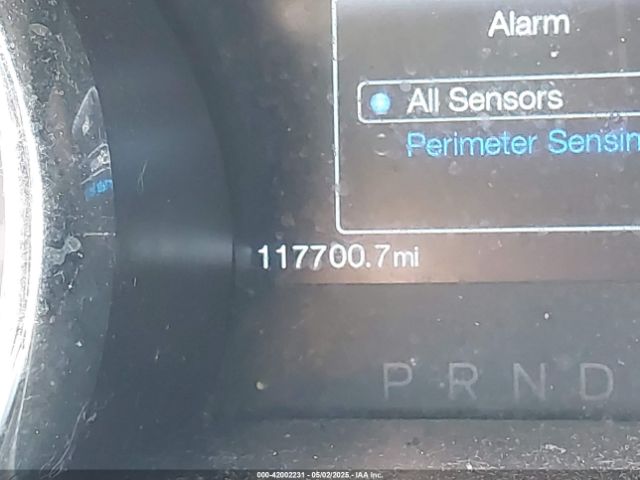 Alarm
All Sensors
Perimeter Sensin
117700.7mi
P R N D
000-42002231 - 05/02/2025 - IAA Inc.